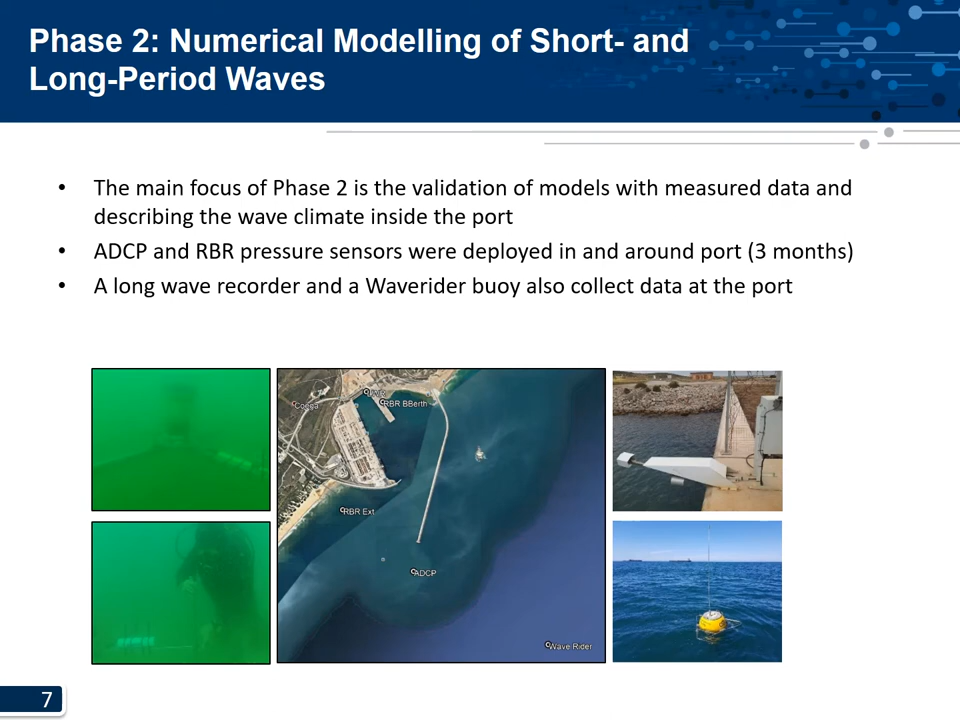 Phase 2: Numerical Modelling of Short- and
Long-Period Waves
• The main focus of Phase 2 is the validation of models with measured data and
describing the wave climate inside the port
• ADCP and RBR pressure sensors were deployed in and around port (3 months)
• A long wave recorder and a Waverider buoy also collect data at the port
Coega
RBR BBerth
RBR Ext
ADCP
Wave Rider
7